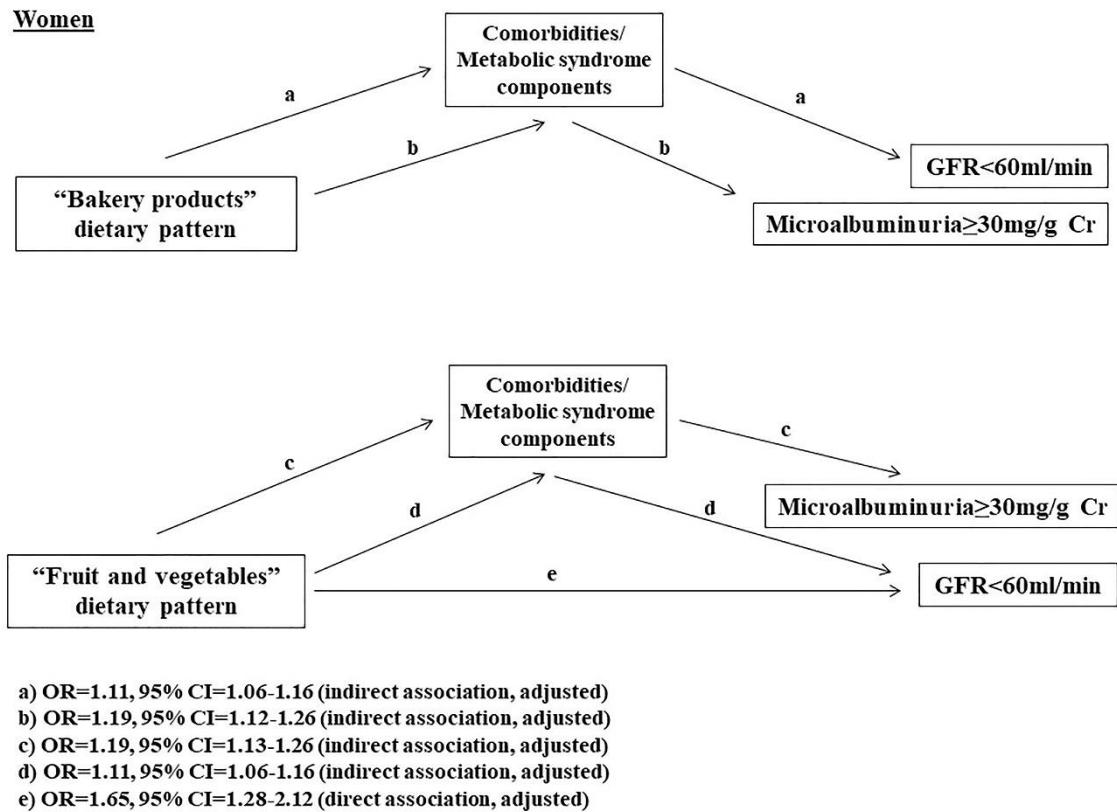 Women
Comorbidities/
Metabolic syndrome
components
a
a
b
b
“Bakery products”
dietary pattern
GFR<60ml/min
Microalbuminuria≥30mg/g Cr
Comorbidities/
Metabolic syndrome
components
c
c
d
d
Microalbuminuria≥30mg/g Cr
“Fruit and vegetables”
dietary pattern
e
GFR<60ml/min
a) OR=1.11, 95% CI=1.06-1.16 (indirect association, adjusted)
b) OR=1.19, 95% CI=1.12-1.26 (indirect association, adjusted)
c) OR=1.19, 95% CI=1.13-1.26 (indirect association, adjusted)
d) OR=1.11, 95% CI=1.06-1.16 (indirect association, adjusted)
e) OR=1.65, 95% CI=1.28-2.12 (direct association, adjusted)